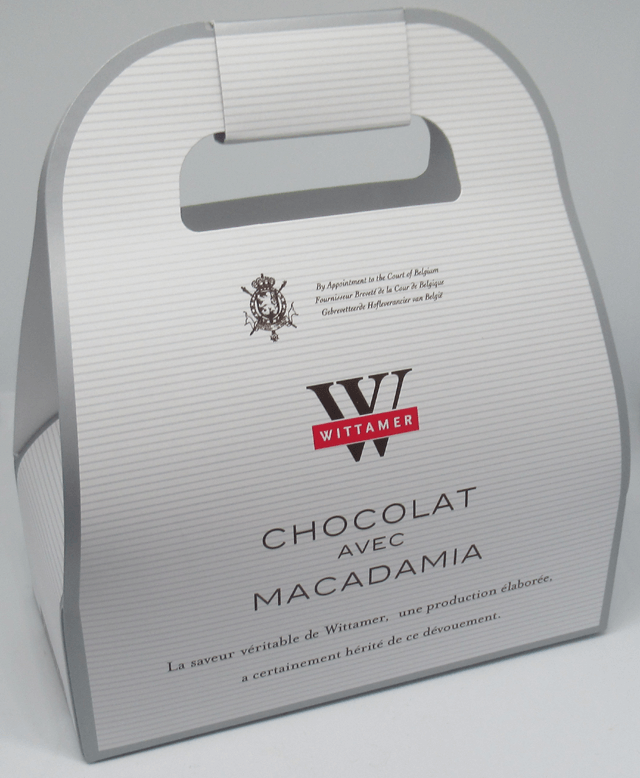 By Appointment to the Court of Belgium
Fournisseur Breveté de la Cour de Belgique
Gebrevetteerde Hofleverancier van België
W
WITTAMER
CHOCOLAT
AVEC
MACADAMIA
La saveur véritable de Wittamer, une production élaborée,
a certainement hérité de ce dévouement.